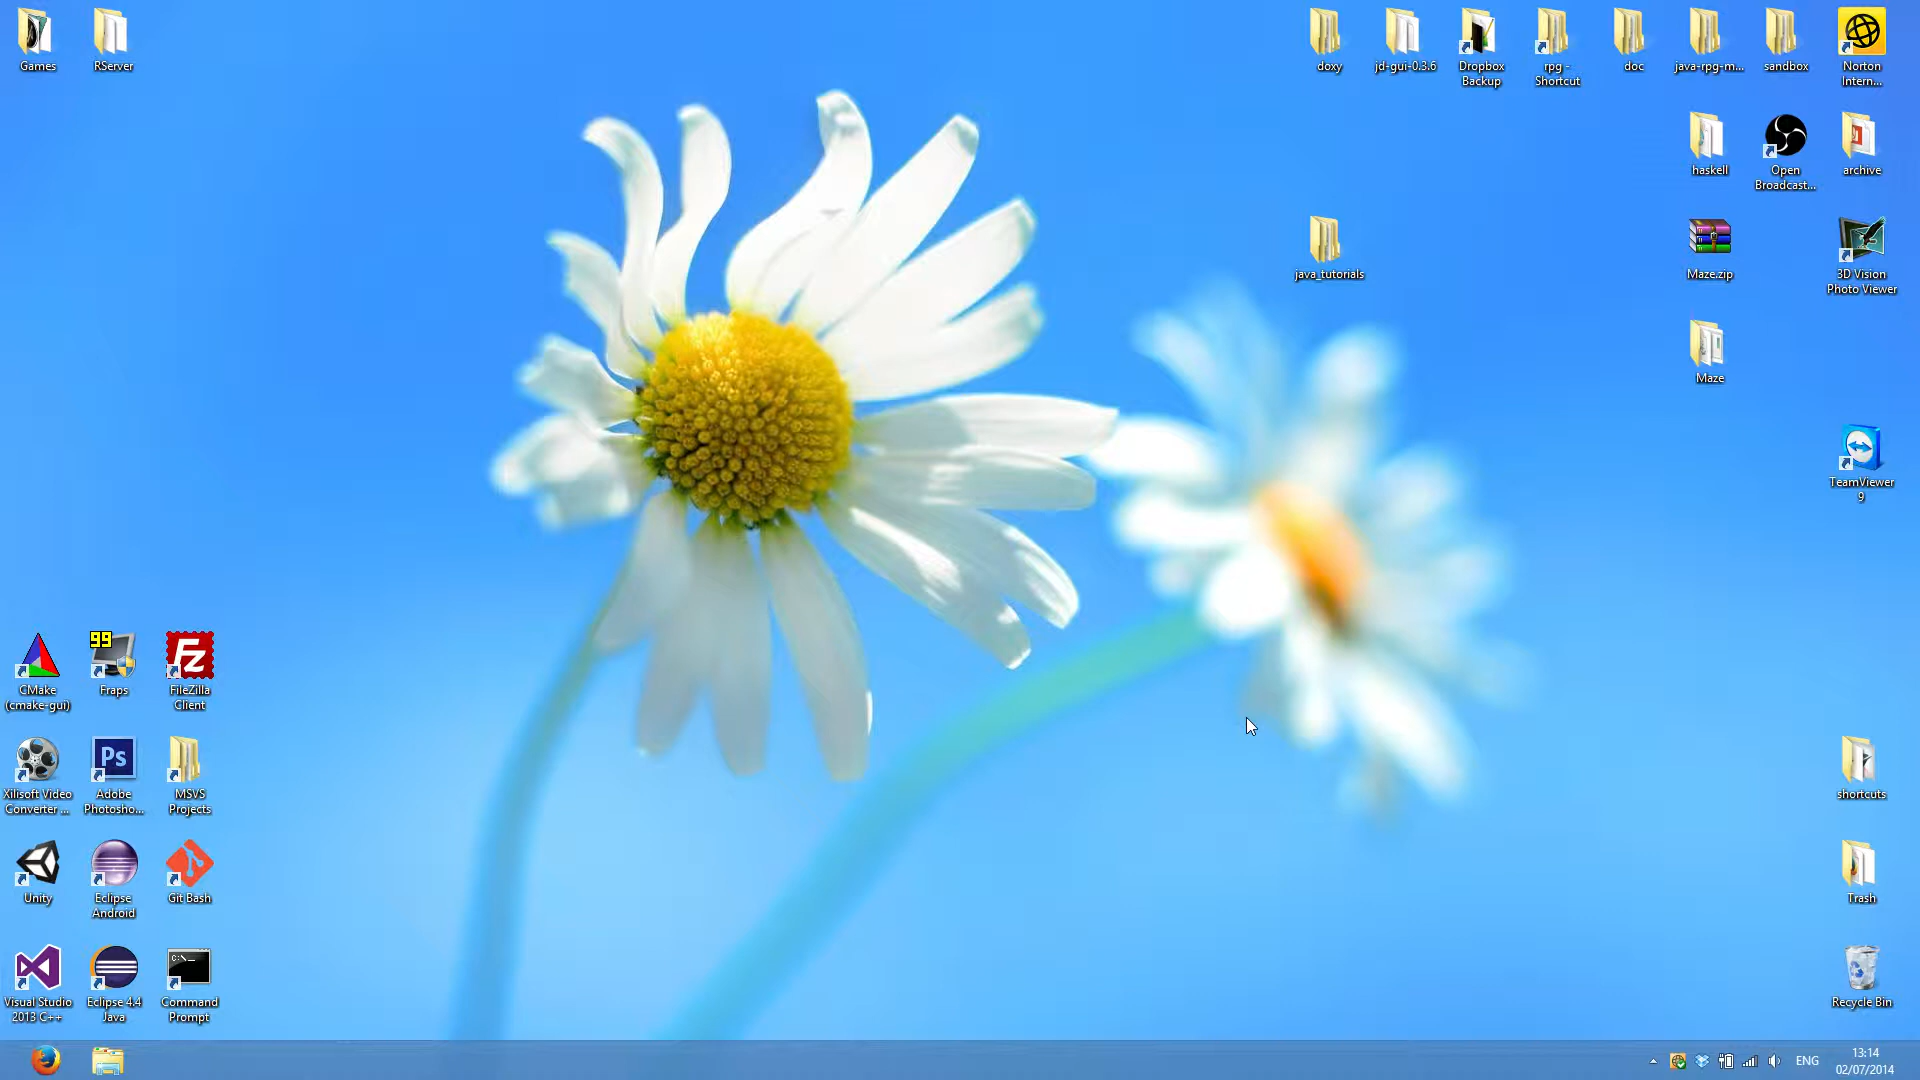 Games
RServer
doxy
jd-gui-0.3.6
Dropbox
Backup
rpg -
Shortcut
doc
java-rpg-m...
sandbox
Norton
Intern...
haskell
Open
Broadcast...
archive
java_tutorials
Maze.zip
3D Vision
Photo Viewer
Maze
TeamViewer
9
99
CMake
(cmake-gui)
Fraps
Fz
FileZilla
Client
Xilisoft Video
Converter ...
Ps
Adobe
Photosho...
MSVS
Projects
shortcuts
Unity
Eclipse
Android
Git Bash
Trash
Visual Studio
2013 C++
Eclipse 4.4
Java
C:\_
Command
Prompt
Recycle Bin
ENG
13:14
02/07/2014